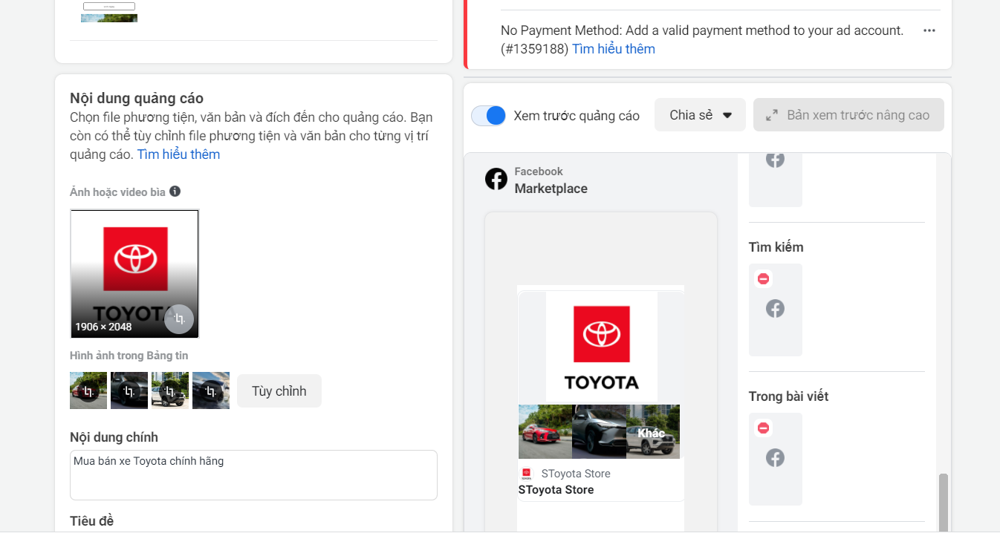 No Payment Method: Add a valid payment method to your ad account.
(#1359188) Tìm hiểu thêm
Nội dung quảng cáo
Chọn file phương tiện, văn bản và đích đến cho quảng cáo. Bạn
còn có thể tùy chỉnh file phương tiện và văn bản cho từng vị trí
quảng cáo. Tìm hiểu thêm
Ảnh hoặc video bìa
TOYOTA
1906 × 2048
Hình ảnh trong Bảng tin
Tùy chỉnh
Nội dung chính
Mua bán xe Toyota chính hãng
Tiêu đề
Xem trước quảng cáo
Chia sẻ
Bản xem trước nâng cao
Facebook
Marketplace
TOYOTA
Khác
SToyota Store
SToyota Store
Tìm kiếm
Trong bài viết